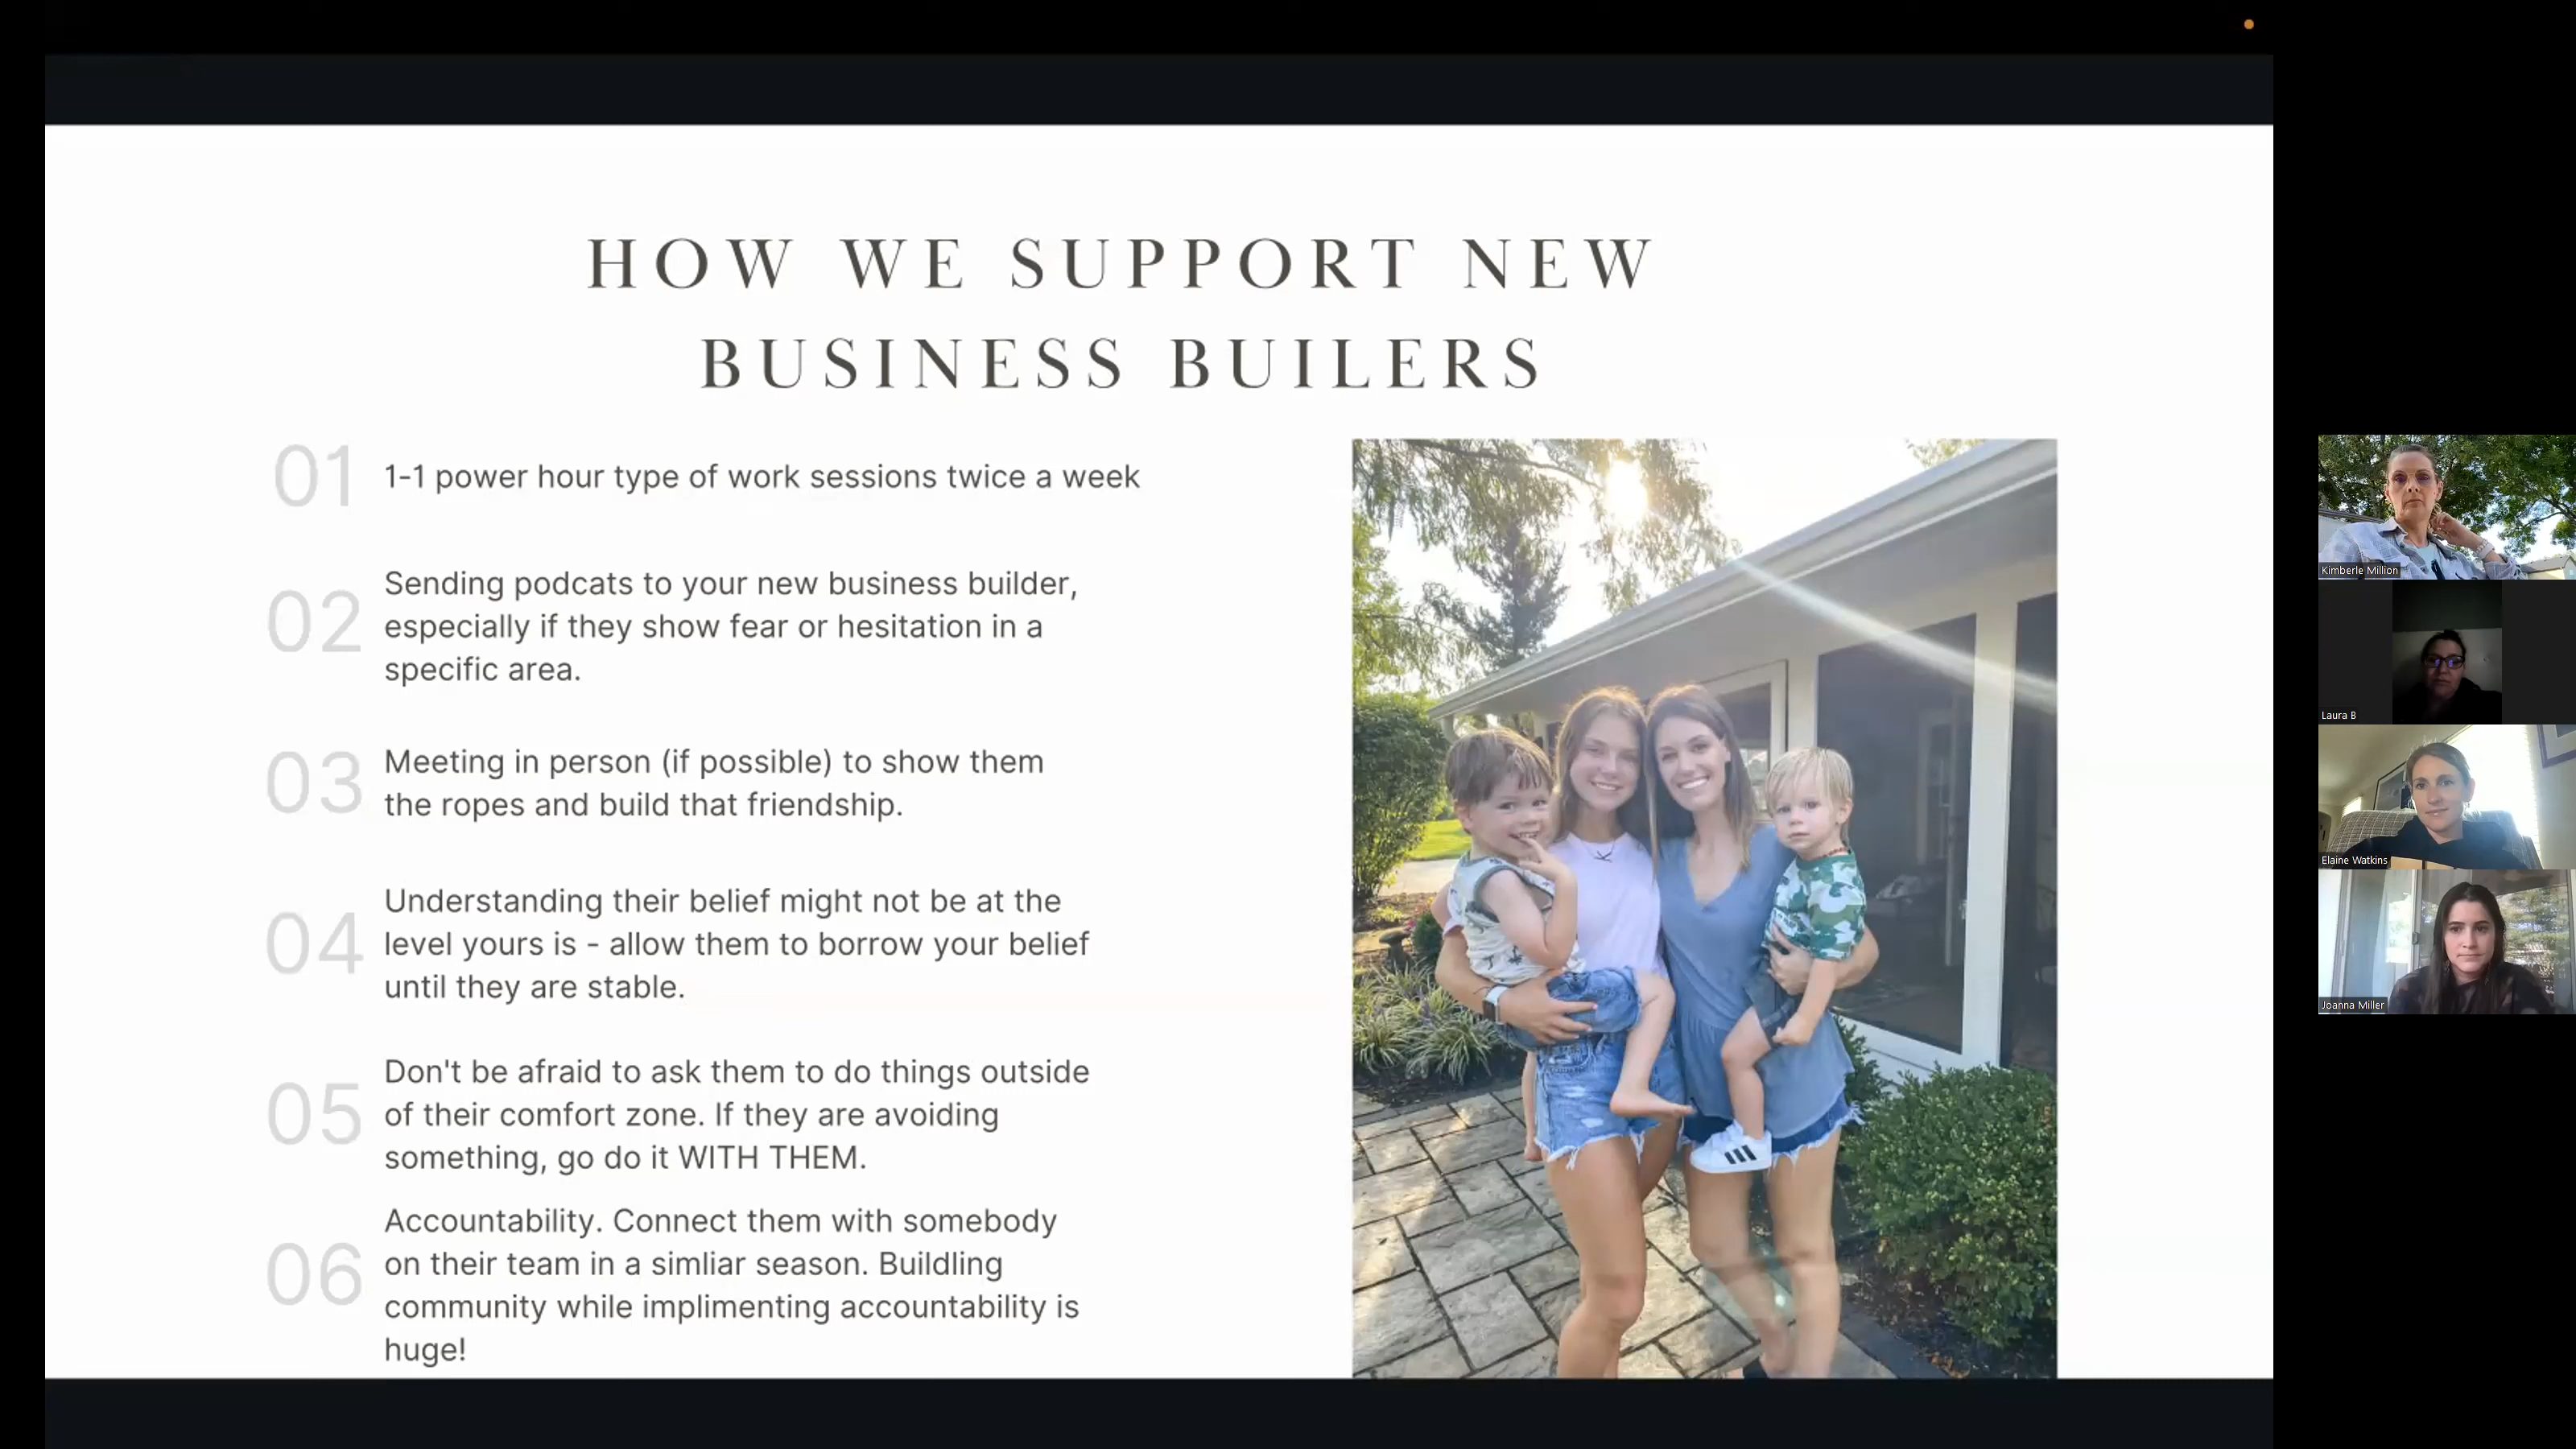 HOW WE SUPPORT NEW
BUSINESS BUILERS
01
1-1 power hour type of work sessions twice a week
02
Sending podcats to your new business builder,
especially if they show fear or hesitation in a
specific area.
03
Meeting in person (if possible) to show them
the ropes and build that friendship.
04
Understanding their belief might not be at the
level yours is - allow them to borrow your belief
until they are stable.
05
Don't be afraid to ask them to do things outside
of their comfort zone. If they are avoiding
something, go do it WITH THEM.
06
Accountability. Connect them with somebody
on their team in a simliar season. Buildling
community while implimenting accountability is
huge!
Kimberle Million
Laura B
Elaine Watkins
Joanna Miller